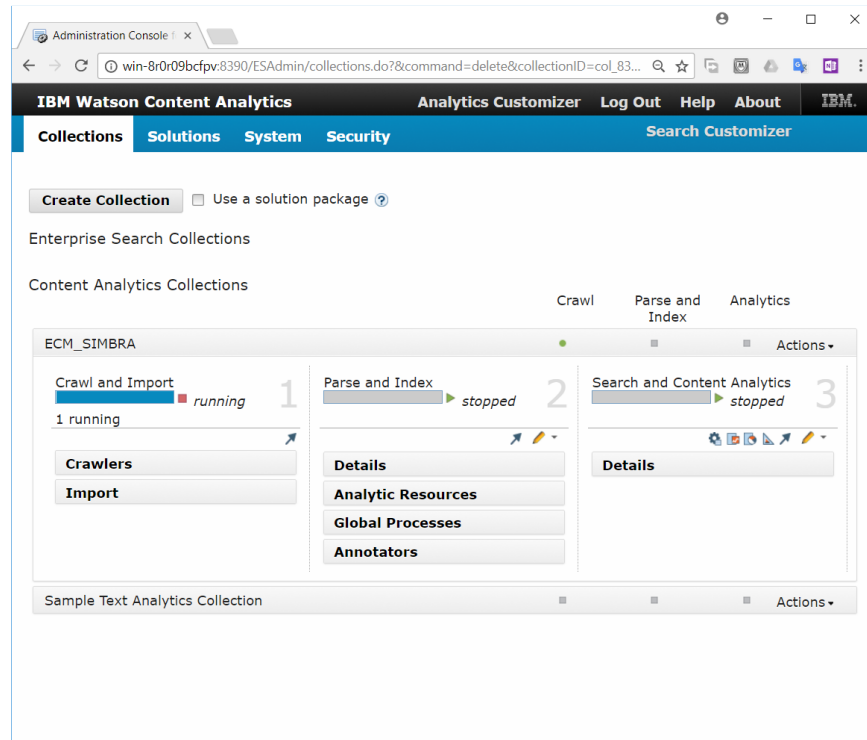 Administration Console f
win-8r0r09bcfpv:8390/ESAdmin/collections.do?&command=delete&collectionID=col_83...
IBM Watson Content Analytics Analytics Customizer Log Out Help About IBM.
Collections Solutions System Security Search Customizer
Create Collection Use a solution package ?
Enterprise Search Collections
Content Analytics Collections
Crawl Parse and Index Analytics
ECM_SIMBRA Actions
Crawl and Import
running 1
1 running
Crawlers
Import
Parse and Index
stopped 2
Details
Analytic Resources
Global Processes
Annotators
Search and Content Analytics
stopped 3
Details
Sample Text Analytics Collection Actions